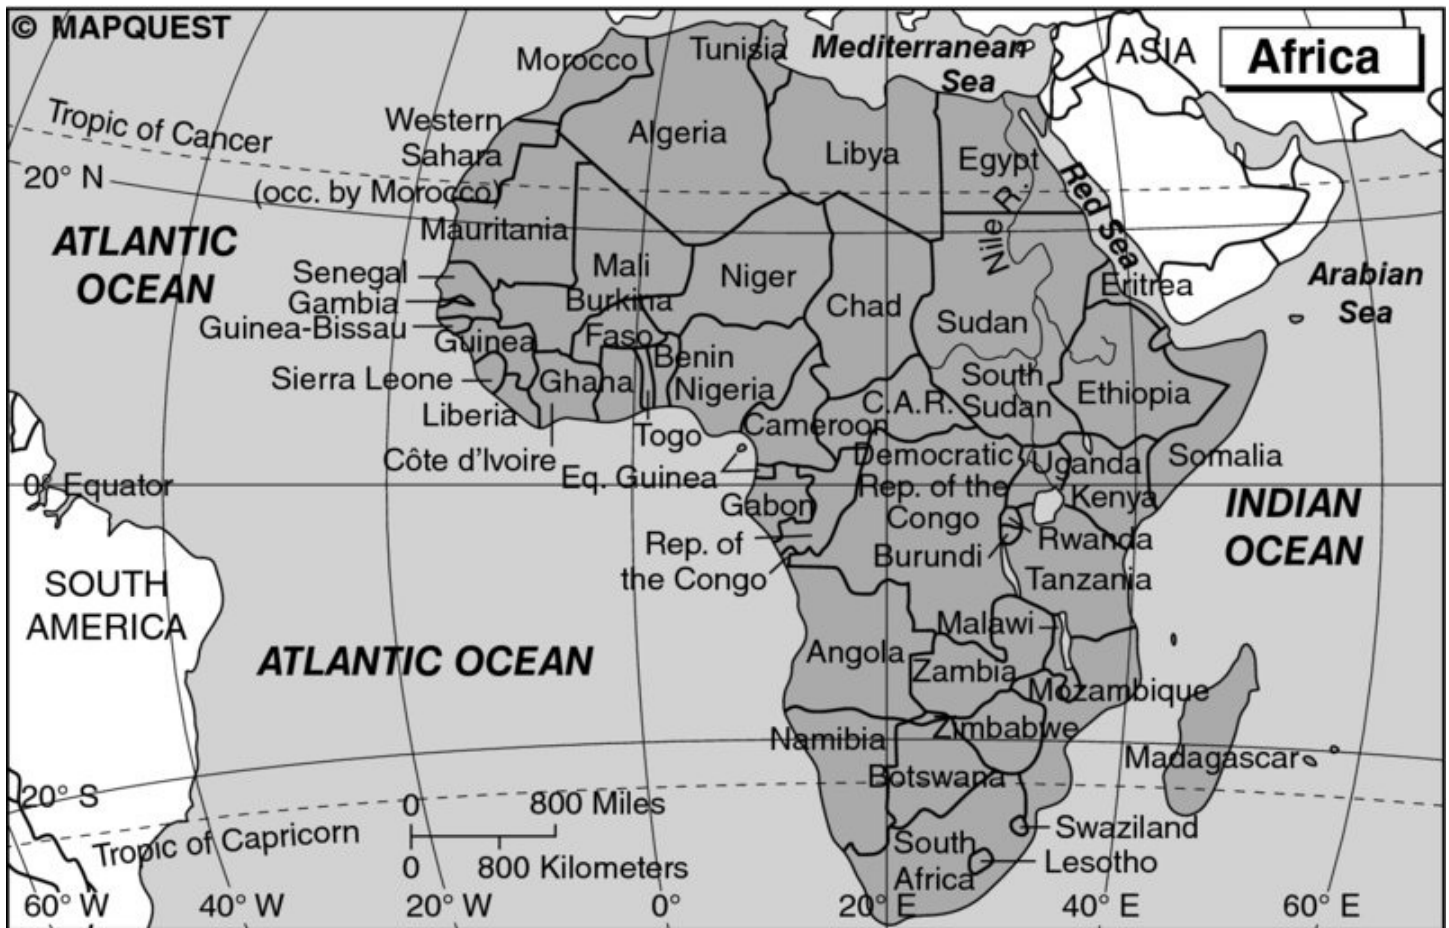 © MAPQUEST
Africa
ASIA
Mediterranean
Sea
Morocco
Tunisia
Algeria
Libya
Egypt
Western
Sahara
(occ. by Morocco)
Tropic of Cancer
20° N
ATLANTIC
OCEAN
Mauritania
Mali
Niger
Chad
Sudan
Nile R.
Red Sea
Eritrea
Arabian
Sea
Senegal
Gambia
Guinea-Bissau
Guinea
Sierra Leone
Liberia
Côte d'Ivoire
Burkina
Faso
Ghana
Togo
Benin
Nigeria
Cameroon
C.A.R.
South
Sudan
Ethiopia
Somalia
Eq. Guinea
Gabon
Rep. of
the Congo
Democratic
Rep. of the
Congo
Uganda
Kenya
Rwanda
Burundi
Tanzania
0° Equator
INDIAN
OCEAN
SOUTH
AMERICA
ATLANTIC OCEAN
Angola
Malawi
Zambia
Mozambique
Namibia
Zimbabwe
Botswana
Madagascar
20° S
Tropic of Capricorn
0 800 Miles
0 800 Kilometers
South
Africa
Swaziland
Lesotho
60° W
40° W
20° W
0°
20° E
40° E
60° E